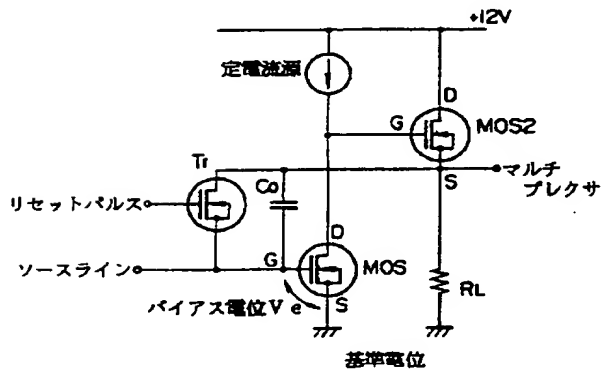 +12V
定電流源
D
G
MOS2
Tr
S
マルチ
プレクサ
Co
リセットパルス
D
ソースライン
G
MOS
バイアス電位Ve
S
RL
基準電位